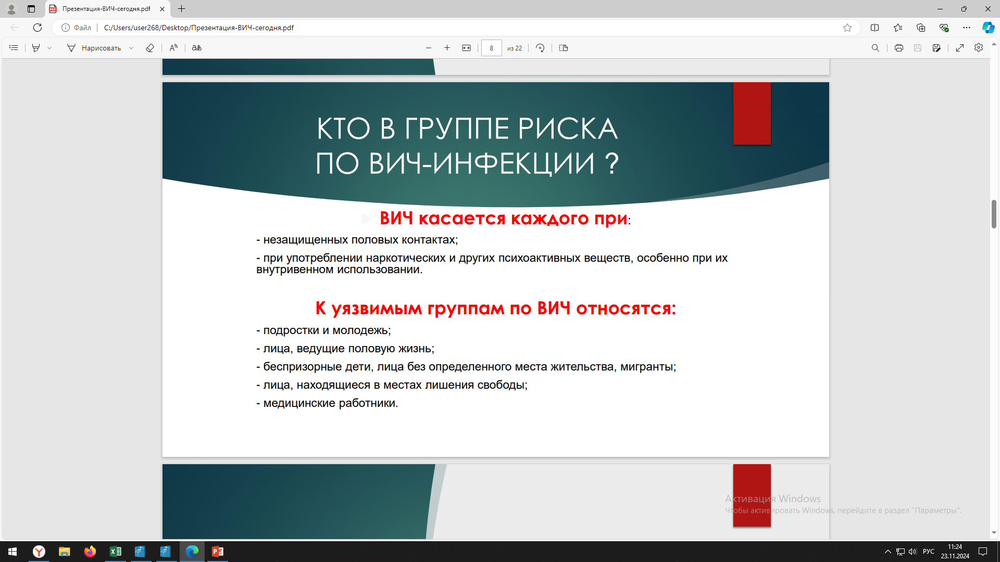 Презентация-ВИЧ-сегодня.pdf
Файл
C:/Users/user268/Desktop/Презентация-ВИЧ-сегодня.pdf
Нарисовать
8
из 22
КТО В ГРУППЕ РИСКА
ПО ВИЧ-ИНФЕКЦИИ ?
ВИЧ касается каждого при:
- незащищенных половых контактах;
- при употреблении наркотических и других психоактивных веществ, особенно при их
внутривенном использовании.
К уязвимым группам по ВИЧ относятся:
- подростки и молодежь;
- лица, ведущие половую жизнь;
- беспризорные дети, лица без определенного места жительства, мигранты;
- лица, находящиеся в местах лишения свободы;
- медицинские работники.
Активация Windows
Чтобы активировать Windows, перейдите в раздел "Параметры".
РУС
11:24
23.11.2024